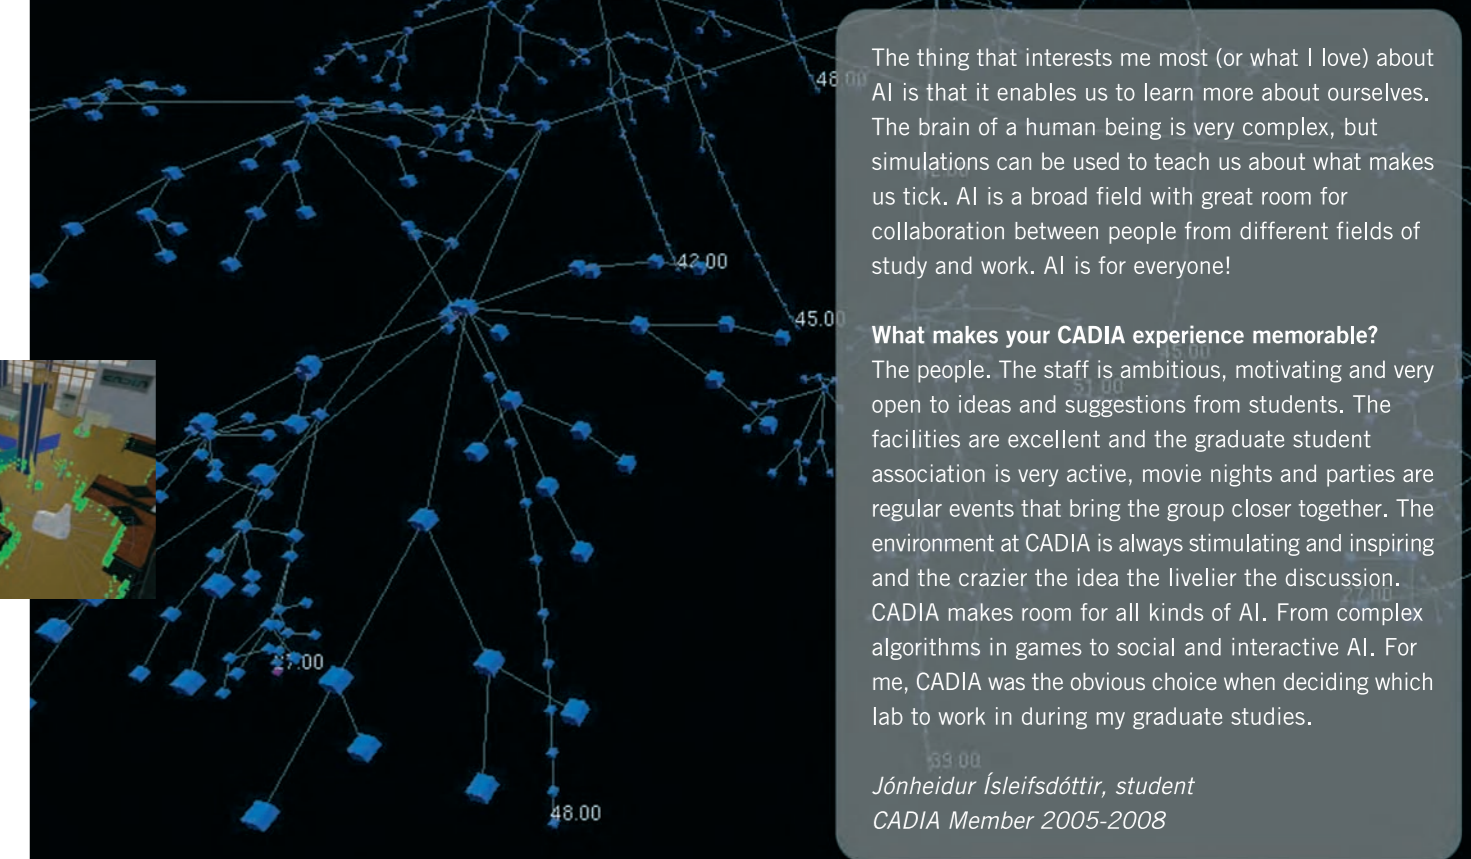 The thing that interests me most (or what I love) about
AI is that it enables us to learn more about ourselves.
The brain of a human being is very complex, but
simulations can be used to teach us about what makes
us tick. AI is a broad field with great room for
collaboration between people from different fields of
study and work. AI is for everyone!
What makes your CADIA experience memorable?
The people. The staff is ambitious, motivating and very
open to ideas and suggestions from students. The
facilities are excellent and the graduate student
association is very active, movie nights and parties are
regular events that bring the group closer together. The
environment at CADIA is always stimulating and inspiring
and the crazier the idea the livelier the discussion.
CADIA makes room for all kinds of AI. From complex
algorithms in games to social and interactive AI. For
me, CADIA was the obvious choice when deciding which
lab to work in during my graduate studies.
Jónheidur Ísleifsdóttir, student
CADIA Member 2005-2008
48.00
42.00
45.00
45.00
51.00
27.00
39.00
48.00
CADIA